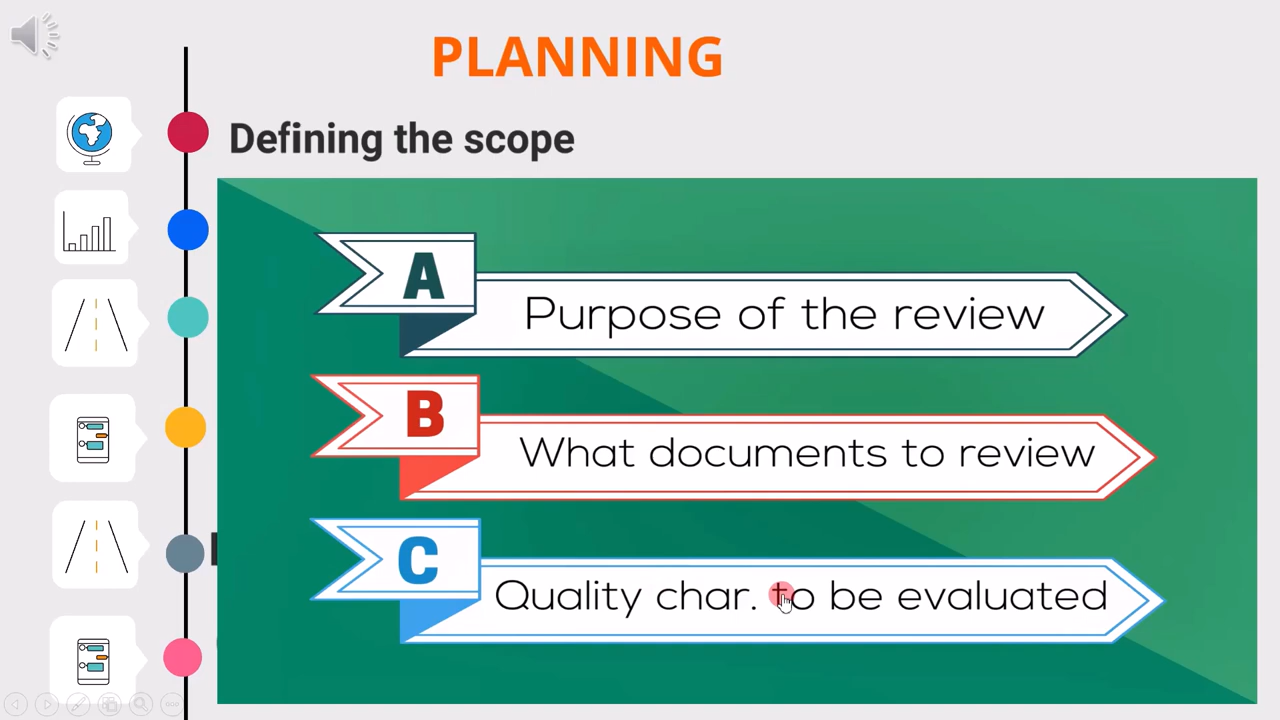 PLANNING
Defining the scope
A
Purpose of the review
B
What documents to review
C
Quality char. to be evaluated